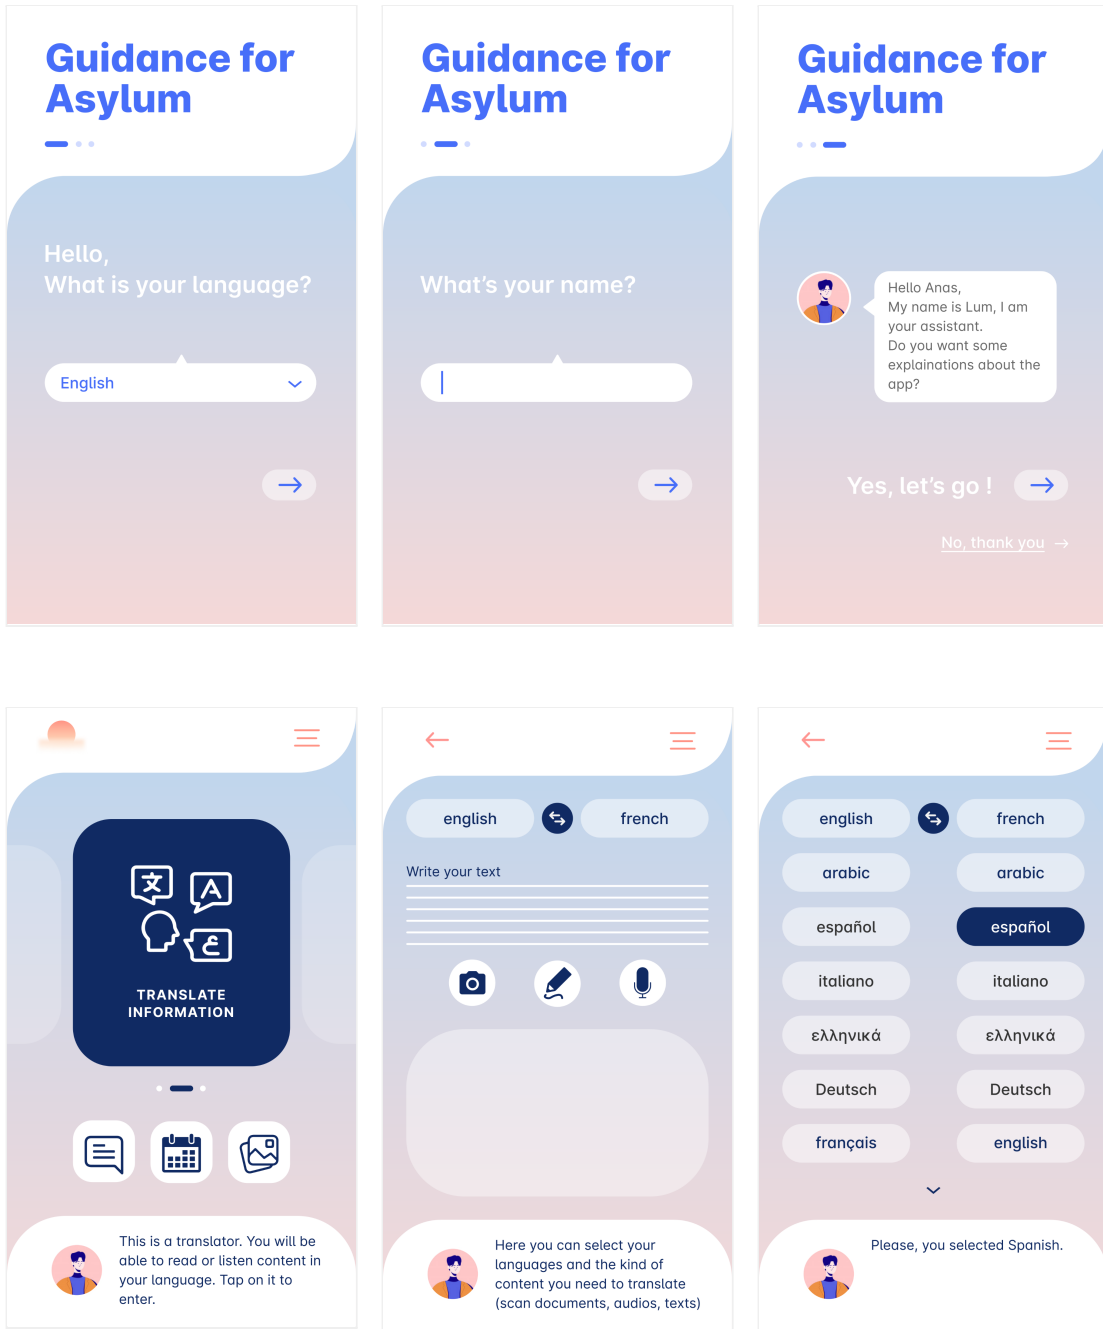 Guidance for
Asylum
Hello,
What is your language?
English
Guidance for
Asylum
What's your name?
Guidance for
Asylum
Hello Anas,
My name is Lum, I am
your assistant.
Do you want some
explainations about the
app?
Yes, let's go !
No, thank you
文
A
ع
TRANSLATE
INFORMATION
This is a translator. You will be
able to read or listen content in
your language. Tap on it to
enter.
english
french
Write your text
Here you can select your
languages and the kind of
content you need to translate
(scan documents, audios, texts)
english
french
arabic
arabic
español
español
italiano
italiano
ελληνικά
ελληνικά
Deutsch
Deutsch
français
english
Please, you selected Spanish.